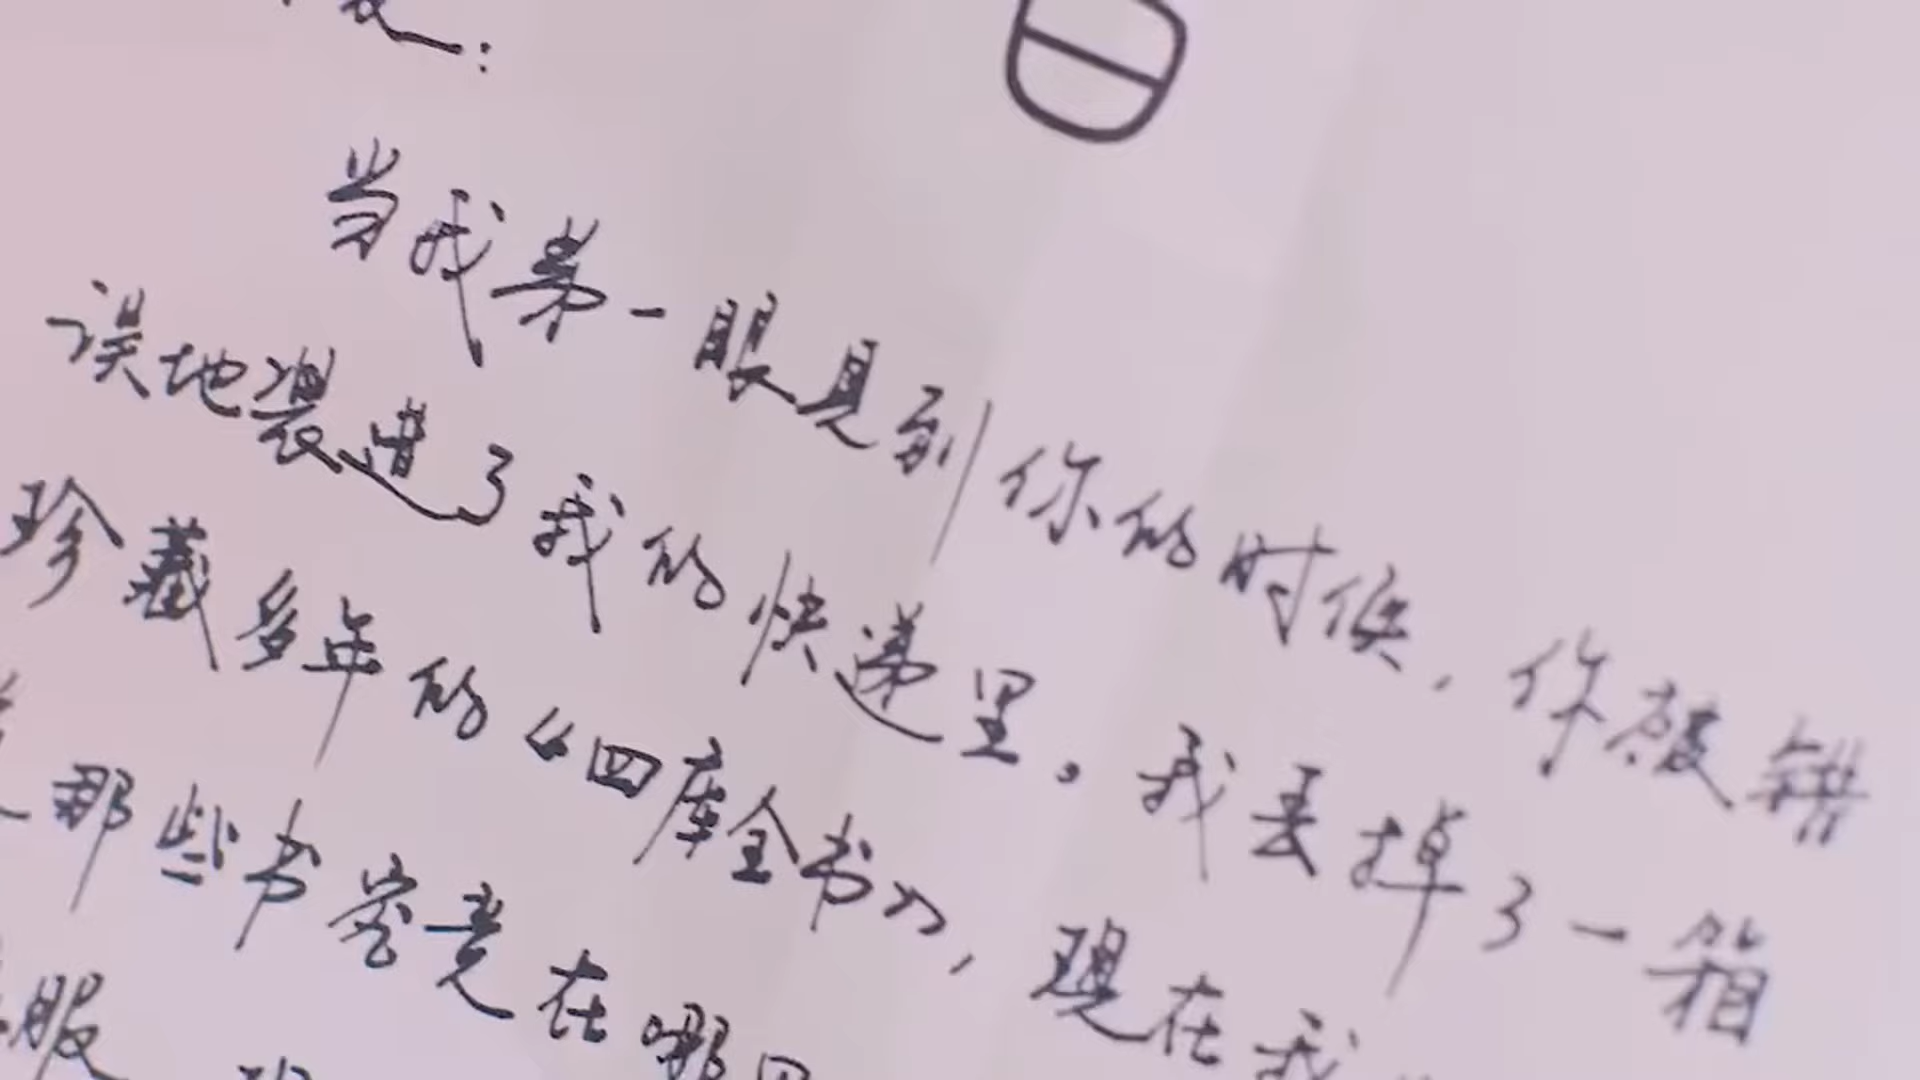 当我第一眼见到你的时候，你被错
误地装进了我的快递里。我丢掉了一箱
珍藏多年的《四库全书》，现在我
那些书究竟在哪里
服